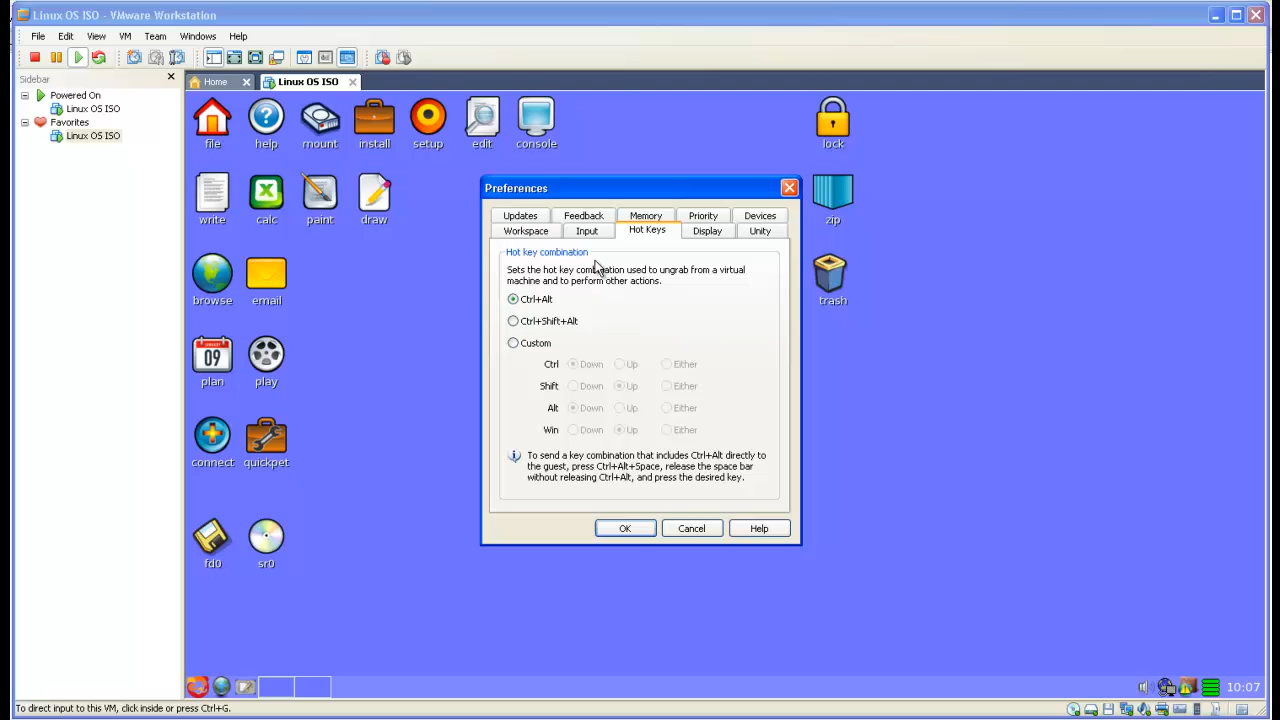 Linux OS ISO - VMware Workstation
File Edit View VM Team Windows Help
Sidebar
Powered On
Linux OS ISO
Favorites
Linux OS ISO
Home
Linux OS ISO
file
help
mount
install
setup
edit
console
lock
write
calc
paint
draw
zip
browse
email
trash
09
plan
play
connect
quickpet
fd0
sr0
Preferences
Updates Feedback Memory Priority Devices
Workspace Input Hot Keys Display Unity
Hot key combination
Sets the hot key combination used to ungrab from a virtual
machine and to perform other actions.
Ctrl+Alt
Ctrl+Shift+Alt
Custom
Ctrl Down Up Either
Shift Down Up Either
Alt Down Up Either
Win Down Up Either
To send a key combination that includes Ctrl+Alt directly to
the guest, press Ctrl+Alt+Space, release the space bar
without releasing Ctrl+Alt, and press the desired key.
OK Cancel Help
10:07
To direct input to this VM, click inside or press Ctrl+G.